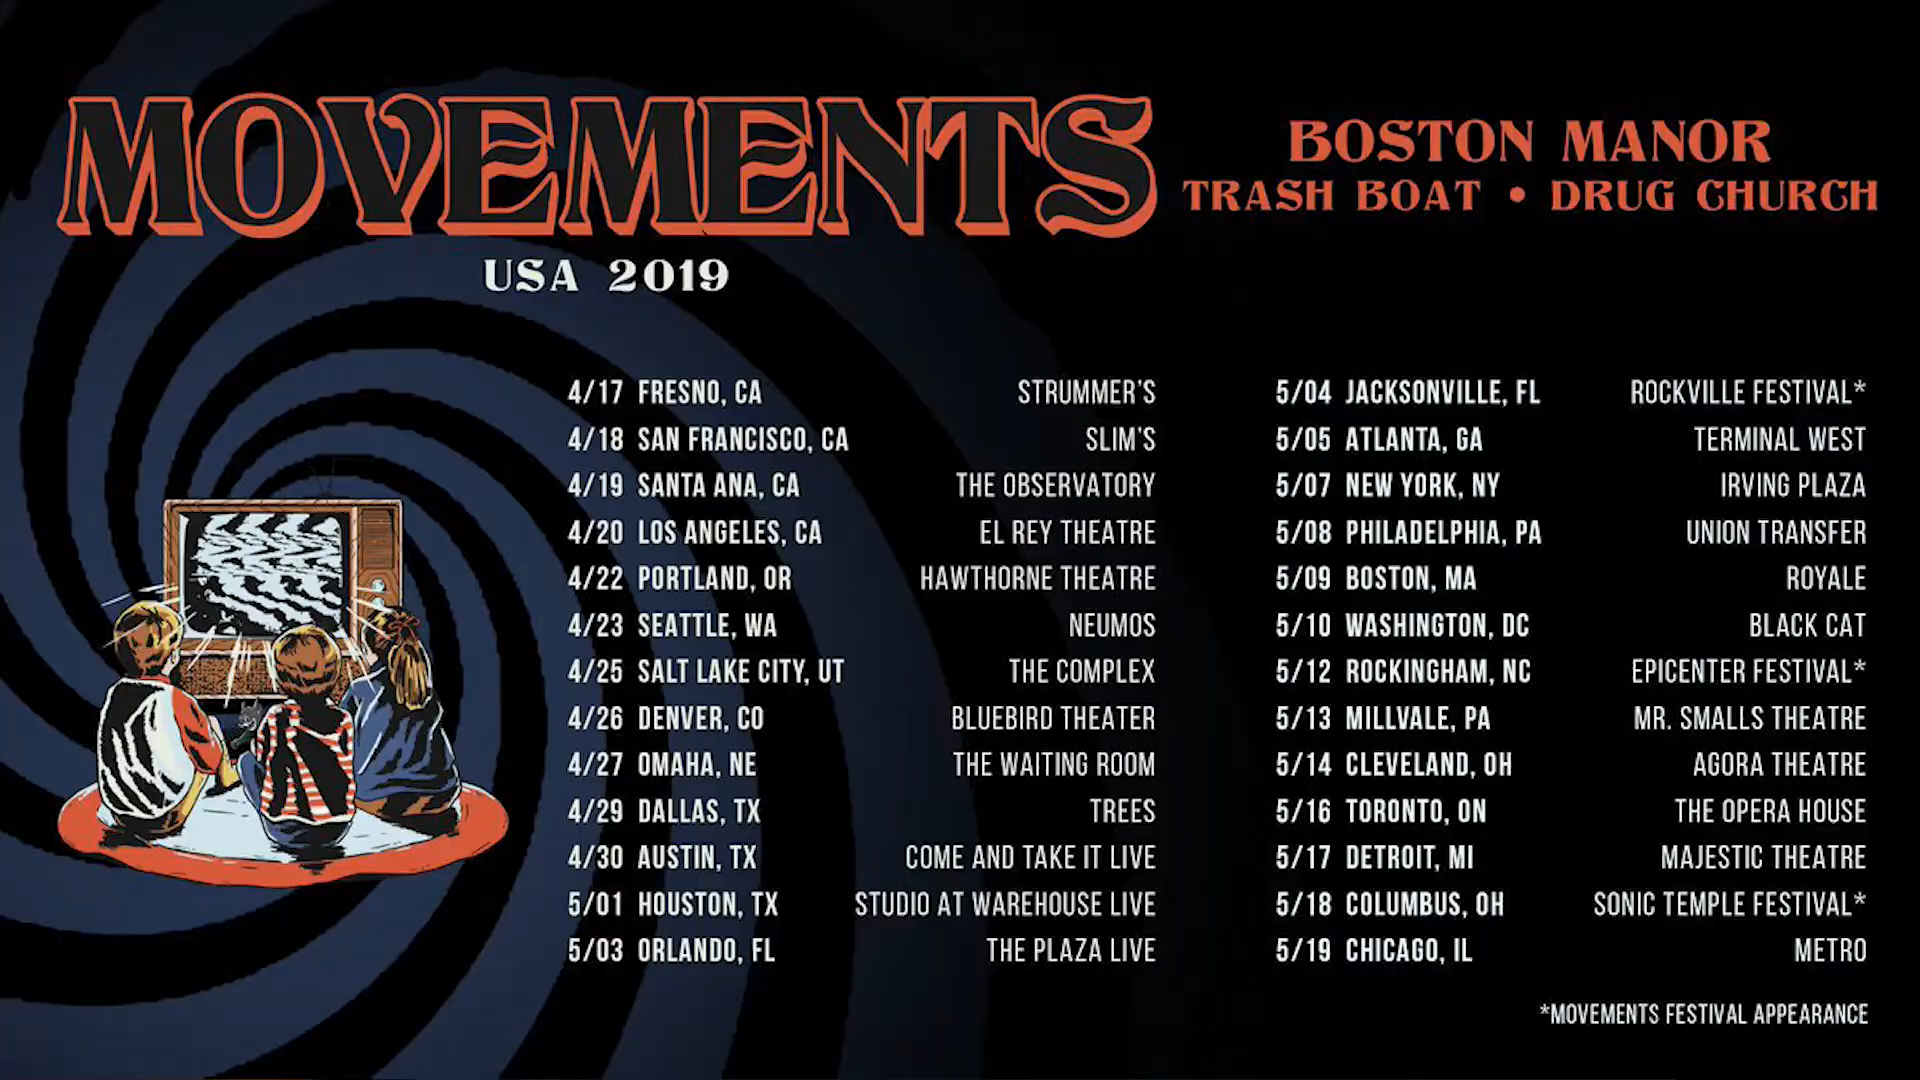 MOVEMENTS
USA 2019
BOSTON MANOR
TRASH BOAT • DRUG CHURCH
4/17 FRESNO, CA STRUMMER'S
4/18 SAN FRANCISCO, CA SLIM'S
4/19 SANTA ANA, CA THE OBSERVATORY
4/20 LOS ANGELES, CA EL REY THEATRE
4/22 PORTLAND, OR HAWTHORNE THEATRE
4/23 SEATTLE, WA NEUMOS
4/25 SALT LAKE CITY, UT THE COMPLEX
4/26 DENVER, CO BLUEBIRD THEATER
4/27 OMAHA, NE THE WAITING ROOM
4/29 DALLAS, TX TREES
4/30 AUSTIN, TX COME AND TAKE IT LIVE
5/01 HOUSTON, TX STUDIO AT WAREHOUSE LIVE
5/03 ORLANDO, FL THE PLAZA LIVE
5/04 JACKSONVILLE, FL ROCKVILLE FESTIVAL*
5/05 ATLANTA, GA TERMINAL WEST
5/07 NEW YORK, NY IRVING PLAZA
5/08 PHILADELPHIA, PA UNION TRANSFER
5/09 BOSTON, MA ROYALE
5/10 WASHINGTON, DC BLACK CAT
5/12 ROCKINGHAM, NC EPICENTER FESTIVAL*
5/13 MILLVALE, PA MR. SMALLS THEATRE
5/14 CLEVELAND, OH AGORA THEATRE
5/16 TORONTO, ON THE OPERA HOUSE
5/17 DETROIT, MI MAJESTIC THEATRE
5/18 COLUMBUS, OH SONIC TEMPLE FESTIVAL*
5/19 CHICAGO, IL METRO
*MOVEMENTS FESTIVAL APPEARANCE